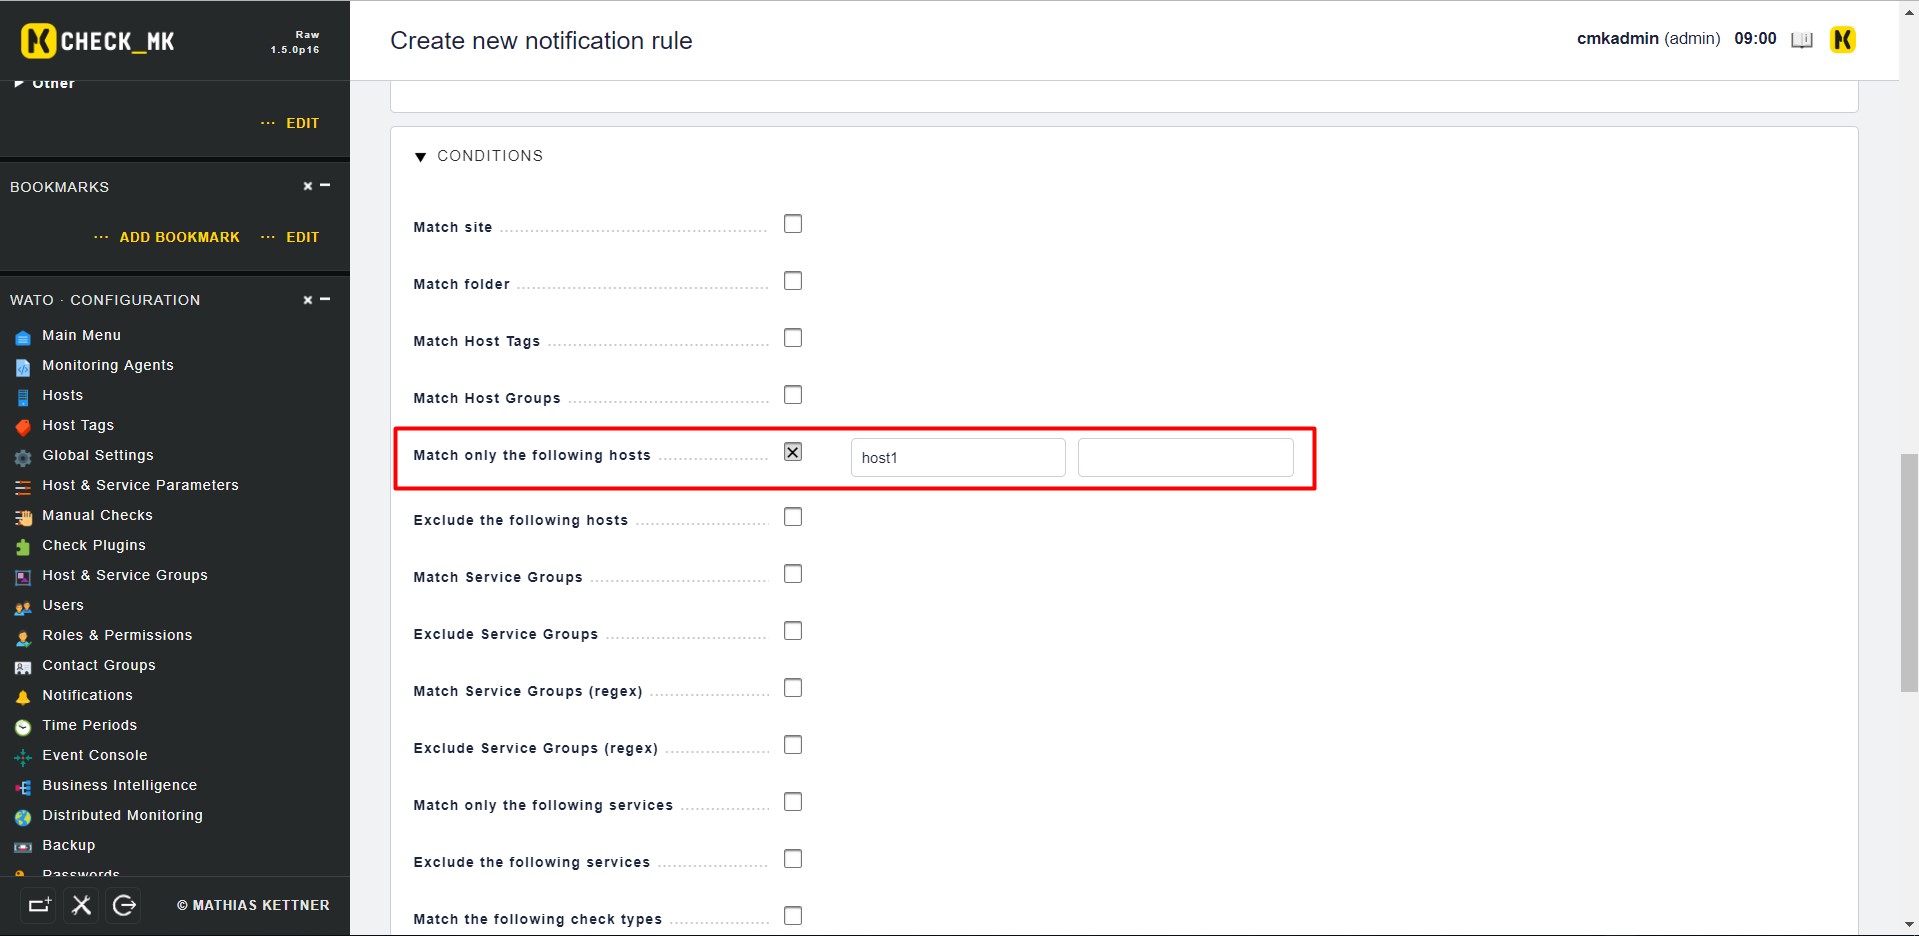 CHECK_MK
Raw
1.5.0p16
Create new notification rule
cmkadmin (admin) 09:00
Other
··· EDIT
BOOKMARKS
··· ADD BOOKMARK ··· EDIT
WATO · CONFIGURATION
Main Menu
Monitoring Agents
Hosts
Host Tags
Global Settings
Host & Service Parameters
Manual Checks
Check Plugins
Host & Service Groups
Users
Roles & Permissions
Contact Groups
Notifications
Time Periods
Event Console
Business Intelligence
Distributed Monitoring
Backup
Passwords
© MATHIAS KETTNER
CONDITIONS
Match site
Match folder
Match Host Tags
Match Host Groups
Match only the following hosts host1
Exclude the following hosts
Match Service Groups
Exclude Service Groups
Match Service Groups (regex)
Exclude Service Groups (regex)
Match only the following services
Exclude the following services
Match the following check types